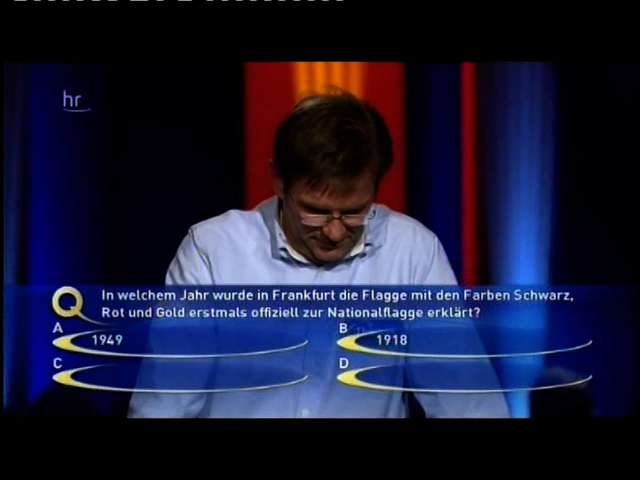 hr
Q
In welchem Jahr wurde in Frankfurt die Flagge mit den Farben Schwarz,
Rot und Gold erstmals offiziell zur Nationalflagge erklärt?
A
1949
B
1918
C
D